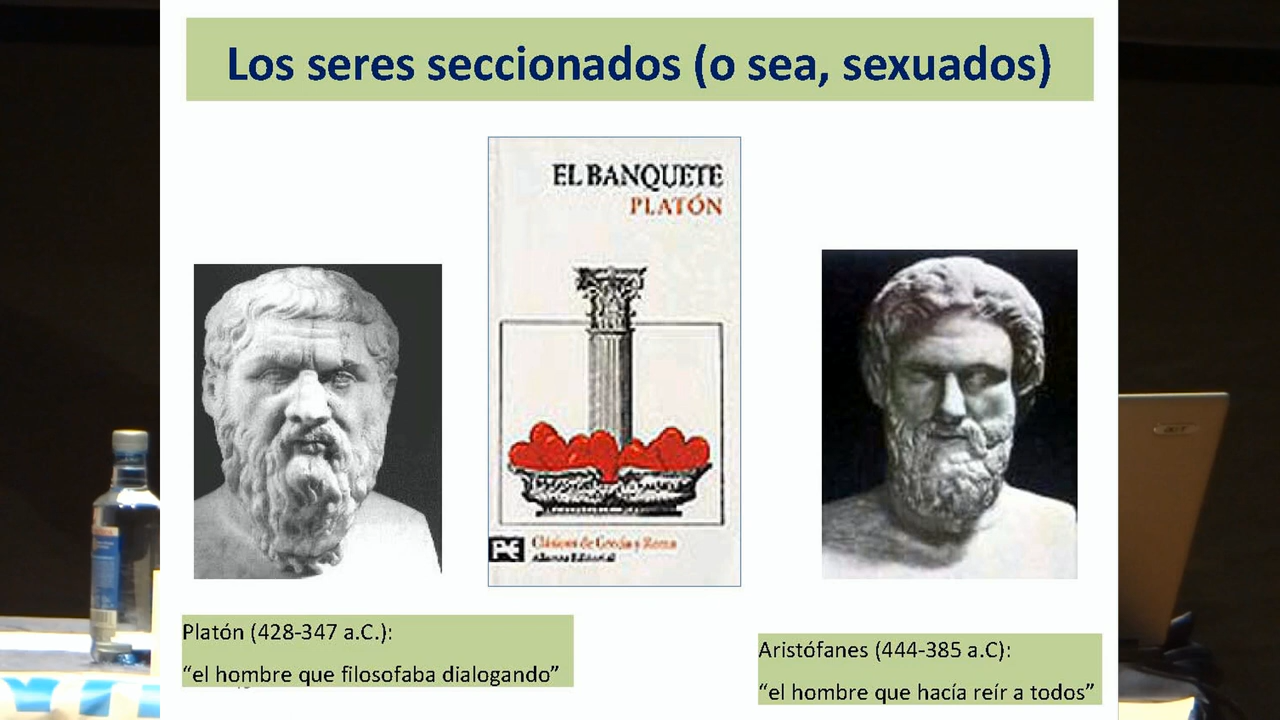 Los seres seccionados (o sea, sexuados)
EL BANQUETE
PLATÓN
Clásicos de Grecia y Roma
Alianza Editorial
Platón (428-347 a.C.):
“el hombre que filosofaba dialogando”
Aristófanes (444-385 a.C):
“el hombre que hacía reír a todos”
acer